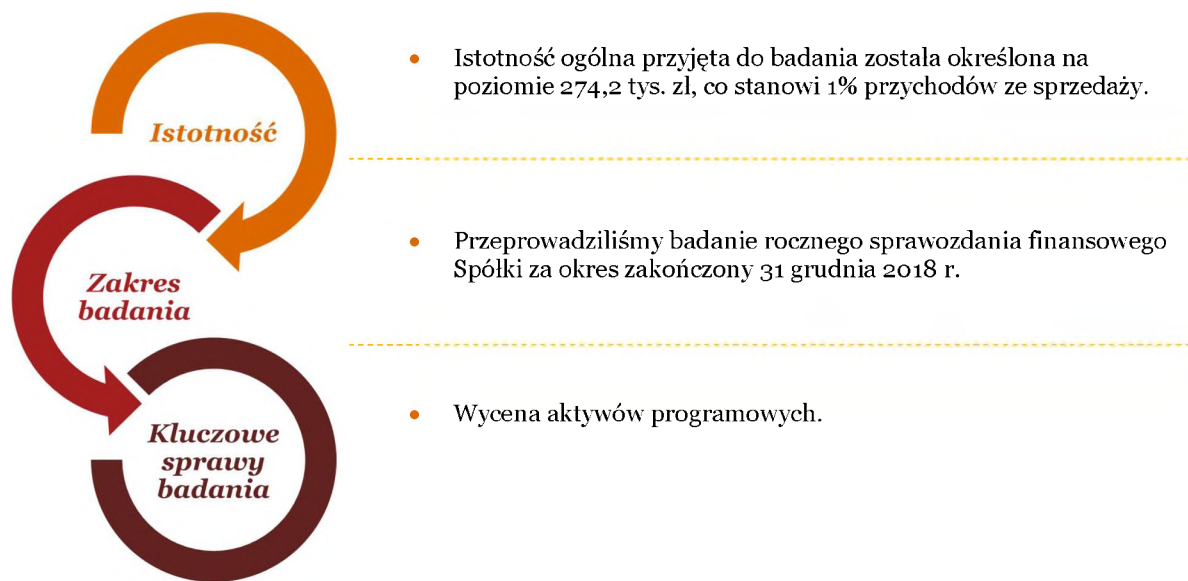 Istotność
• Istotność ogólna przyjęta do badania została określona na
poziomie 274,2 tys. zł, co stanowi 1% przychodów ze sprzedaży.
Zakres
badania
• Przeprowadziliśmy badanie rocznego sprawozdania finansowego
Spółki za okres zakończony 31 grudnia 2018 r.
Kluczowe
sprawy
badania
• Wycena aktywów programowych.